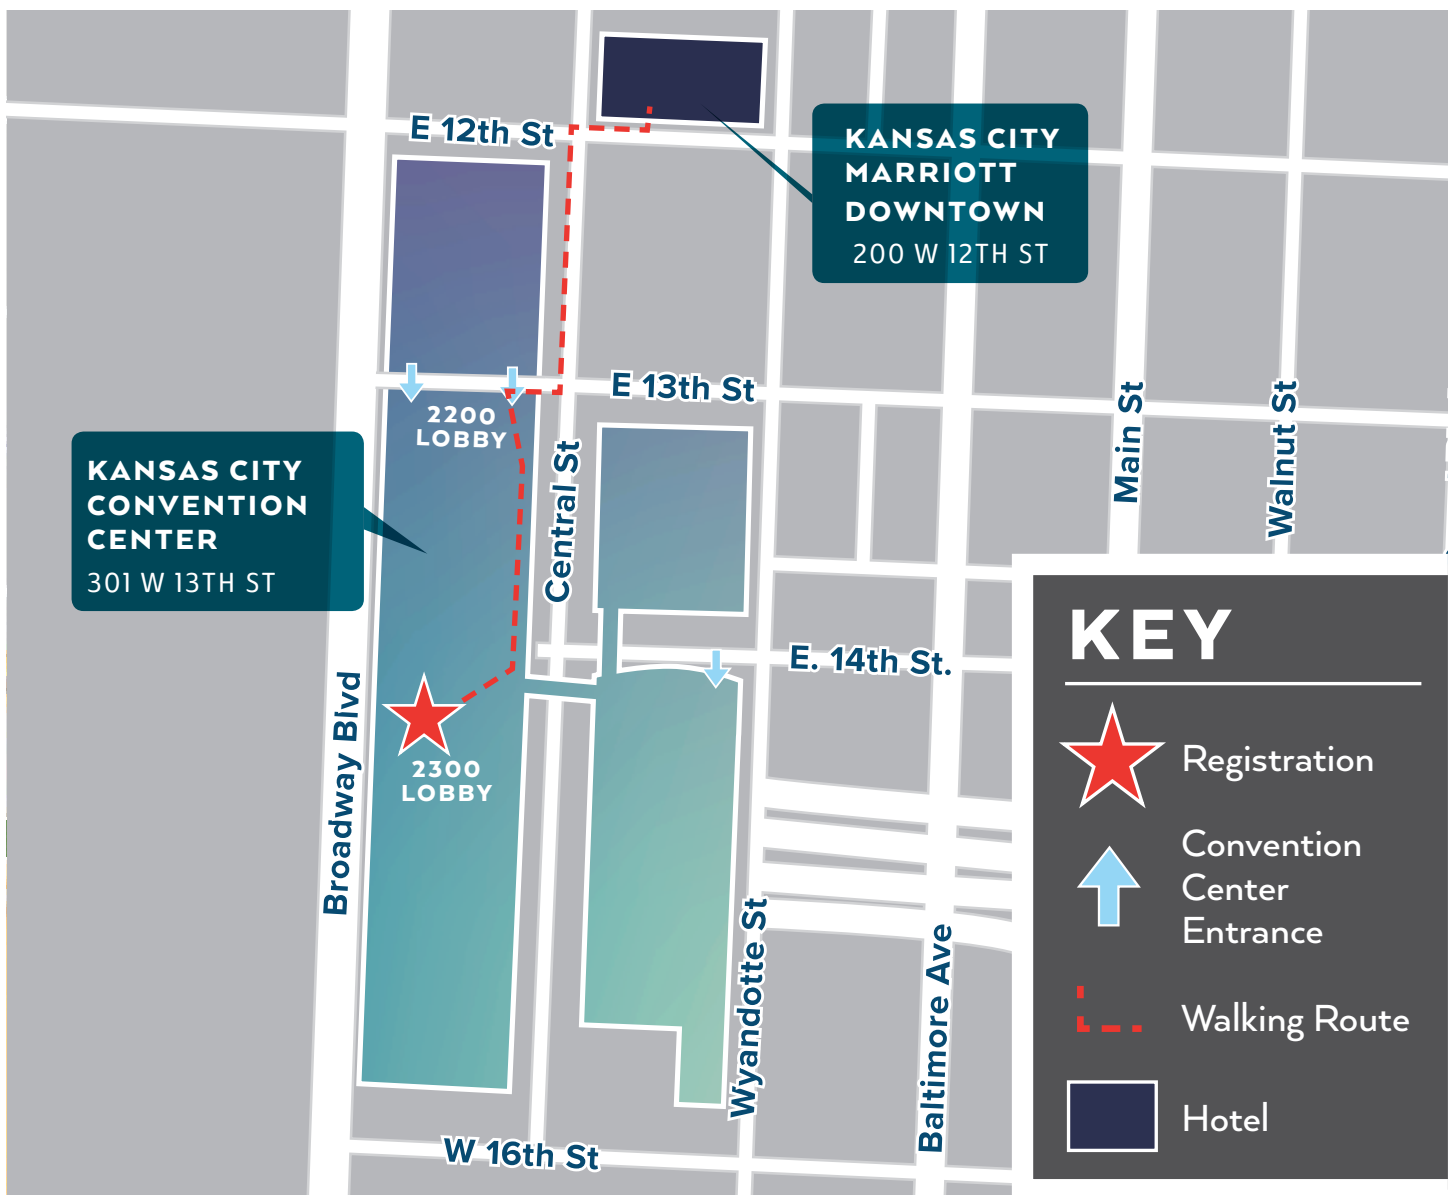 E 12th St
KANSAS CITY
MARRIOTT
DOWNTOWN
200 W 12TH ST
E 13th St
2200
LOBBY
KANSAS CITY
CONVENTION
CENTER
301 W 13TH ST
Central St
Main St
Walnut St
E. 14th St.
Broadway Blvd
2300
LOBBY
Wyandotte St
Baltimore Ave
W 16th St
KEY
Registration
Convention
Center
Entrance
Walking Route
Hotel